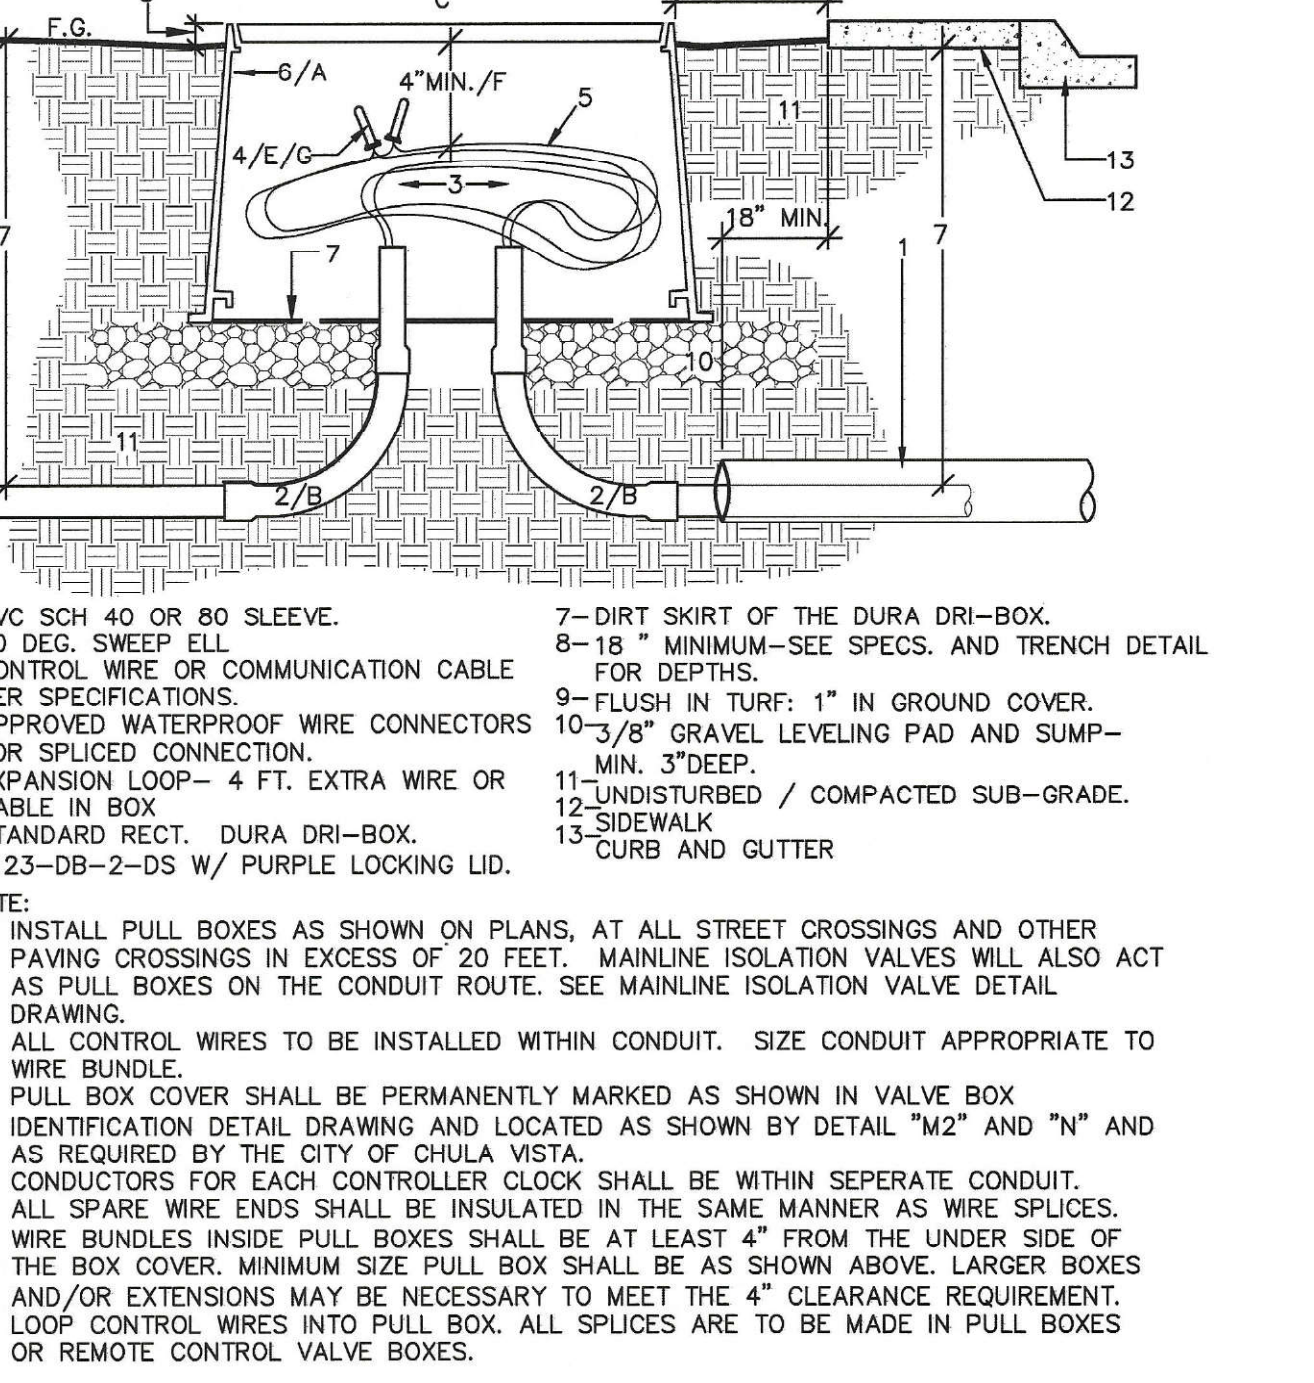 C
F.G.
6/A
4"MIN./F
5
11
4/E/G
3
13
12
18" MIN.
7
7
1
7
10
11
2/B
2/B
VC SCH 40 OR 80 SLEEVE.
0 DEG. SWEEP ELL
ONTROL WIRE OR COMMUNICATION CABLE
ER SPECIFICATIONS.
PPROVED WATERPROOF WIRE CONNECTORS
OR SPLICED CONNECTION.
XPANSION LOOP– 4 FT. EXTRA WIRE OR
ABLE IN BOX
TANDARD RECT. DURA DRI–BOX.
23–DB–2–DS W/ PURPLE LOCKING LID.
7– DIRT SKIRT OF THE DURA DRI–BOX.
8– 18 " MINIMUM–SEE SPECS. AND TRENCH DETAIL
FOR DEPTHS.
9– FLUSH IN TURF: 1" IN GROUND COVER.
10– 3/8" GRAVEL LEVELING PAD AND SUMP–
MIN. 3"DEEP.
11– UNDISTURBED / COMPACTED SUB–GRADE.
12– SIDEWALK
13– CURB AND GUTTER
TE:
INSTALL PULL BOXES AS SHOWN ON PLANS, AT ALL STREET CROSSINGS AND OTHER
PAVING CROSSINGS IN EXCESS OF 20 FEET. MAINLINE ISOLATION VALVES WILL ALSO ACT
AS PULL BOXES ON THE CONDUIT ROUTE. SEE MAINLINE ISOLATION VALVE DETAIL
DRAWING.
ALL CONTROL WIRES TO BE INSTALLED WITHIN CONDUIT. SIZE CONDUIT APPROPRIATE TO
WIRE BUNDLE.
PULL BOX COVER SHALL BE PERMANENTLY MARKED AS SHOWN IN VALVE BOX
IDENTIFICATION DETAIL DRAWING AND LOCATED AS SHOWN BY DETAIL "M2" AND "N" AND
AS REQUIRED BY THE CITY OF CHULA VISTA.
CONDUCTORS FOR EACH CONTROLLER CLOCK SHALL BE WITHIN SEPERATE CONDUIT.
ALL SPARE WIRE ENDS SHALL BE INSULATED IN THE SAME MANNER AS WIRE SPLICES.
WIRE BUNDLES INSIDE PULL BOXES SHALL BE AT LEAST 4" FROM THE UNDER SIDE OF
THE BOX COVER. MINIMUM SIZE PULL BOX SHALL BE AS SHOWN ABOVE. LARGER BOXES
AND/OR EXTENSIONS MAY BE NECESSARY TO MEET THE 4" CLEARANCE REQUIREMENT.
LOOP CONTROL WIRES INTO PULL BOX. ALL SPLICES ARE TO BE MADE IN PULL BOXES
OR REMOTE CONTROL VALVE BOXES.